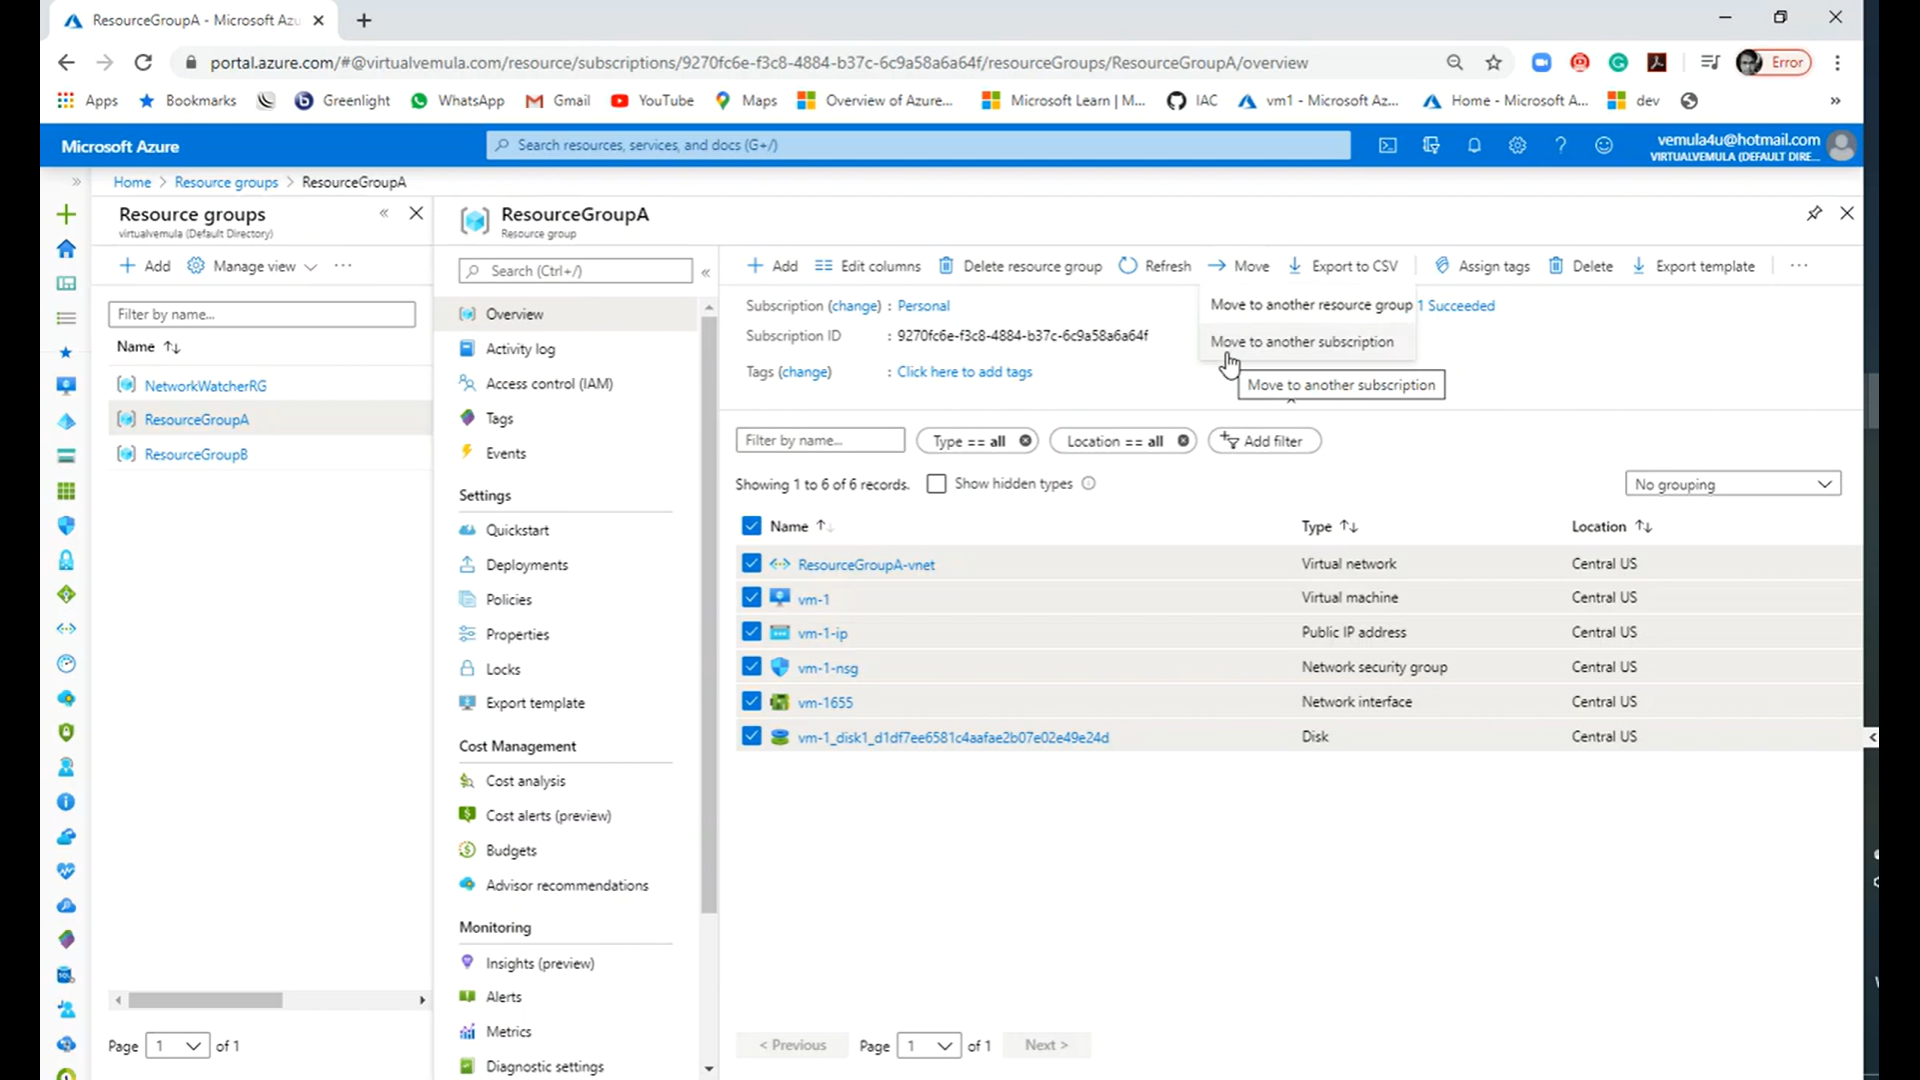 ResourceGroupA - Microsoft Azu
portal.azure.com/#@virtualvemula.com/resource/subscriptions/9270fc6e-f3c8-4884-b37c-6c9a58a6a64f/resourceGroups/ResourceGroupA/overview
Error
Apps Bookmarks Greenlight WhatsApp Gmail YouTube Maps Overview of Azure... Microsoft Learn | M... IAC vm1 - Microsoft Az... Home - Microsoft A... dev »
Microsoft Azure
Search resources, services, and docs (G+/)
vemula4u@hotmail.com
VIRTUALVEMULA (DEFAULT DIRE...
Home > Resource groups > ResourceGroupA
Resource groups
virtualvemula (Default Directory)
Add Manage view ...
Filter by name...
Name
NetworkWatcherRG
ResourceGroupA
ResourceGroupB
Page 1 of 1
ResourceGroupA
Resource group
Search (Ctrl+/)
Overview
Activity log
Access control (IAM)
Tags
Events
Settings
Quickstart
Deployments
Policies
Properties
Locks
Export template
Cost Management
Cost analysis
Cost alerts (preview)
Budgets
Advisor recommendations
Monitoring
Insights (preview)
Alerts
Metrics
Diagnostic settings
Add Edit columns Delete resource group Refresh Move Export to CSV Assign tags Delete Export template ...
Subscription (change) : Personal
Move to another resource group
1 Succeeded
Subscription ID : 9270fc6e-f3c8-4884-b37c-6c9a58a6a64f
Move to another subscription
Tags (change) : Click here to add tags
Move to another subscription
Filter by name... Type == all Location == all Add filter
Showing 1 to 6 of 6 records. Show hidden types No grouping
Name Type Location
ResourceGroupA-vnet Virtual network Central US
vm-1 Virtual machine Central US
vm-1-ip Public IP address Central US
vm-1-nsg Network security group Central US
vm-1655 Network interface Central US
vm-1_disk1_d1df7ee6581c4aafae2b07e02e49e24d Disk Central US
< Previous Page 1 of 1 Next >